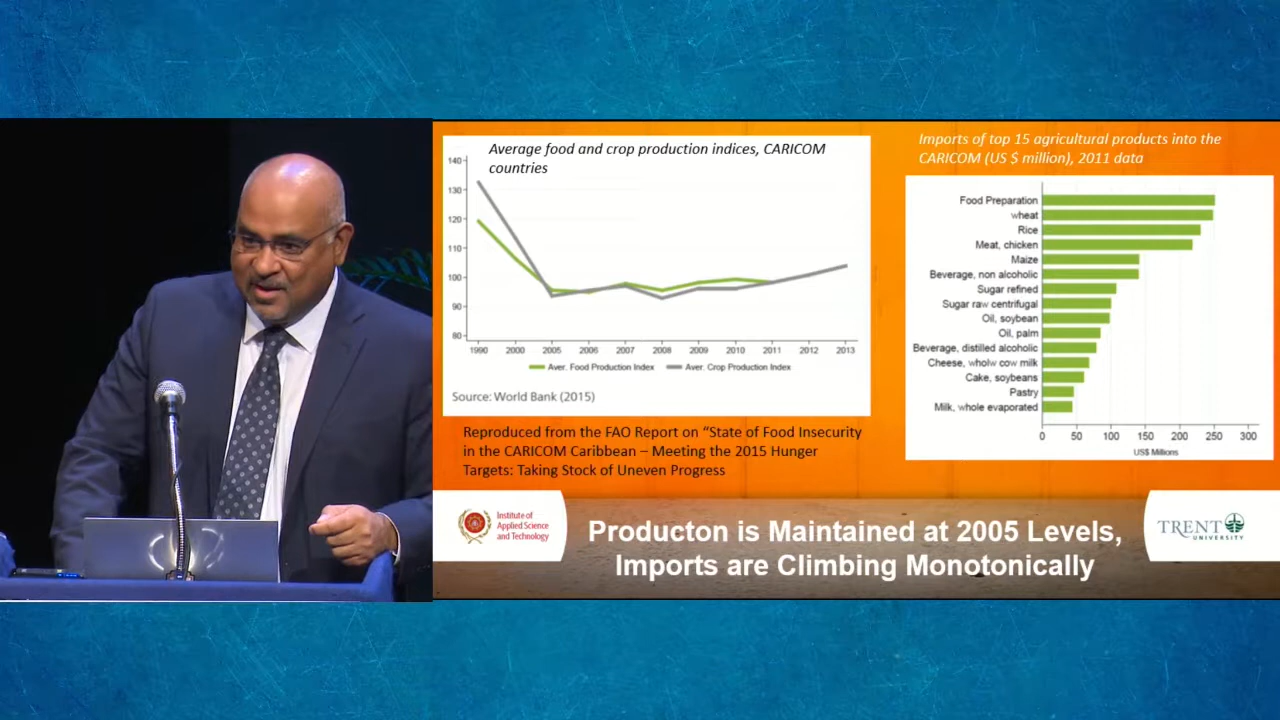 Average food and crop production indices, CARICOM
countries
140
130
120
110
100
90
80
1990 2000 2005 2006 2007 2008 2009 2010 2011 2012 2013
Aver. Food Production Index Aver. Crop Production Index
Source: World Bank (2015)
Reproduced from the FAO Report on “State of Food Insecurity
in the CARICOM Caribbean – Meeting the 2015 Hunger
Targets: Taking Stock of Uneven Progress
Imports of top 15 agricultural products into the
CARICOM (US $ million), 2011 data
Food Preparation
wheat
Rice
Meat, chicken
Maize
Beverage, non alcoholic
Sugar refined
Sugar raw centrifugal
Oil, soybean
Oil, palm
Beverage, distilled alcoholic
Cheese, wholw cow milk
Cake, soybeans
Pastry
Milk, whole evaporated
0 50 100 150 200 250 300
US$ Millions
Institute of
Applied Science
and Technology
Producton is Maintained at 2005 Levels,
Imports are Climbing Monotonically
TRENT
UNIVERSITY